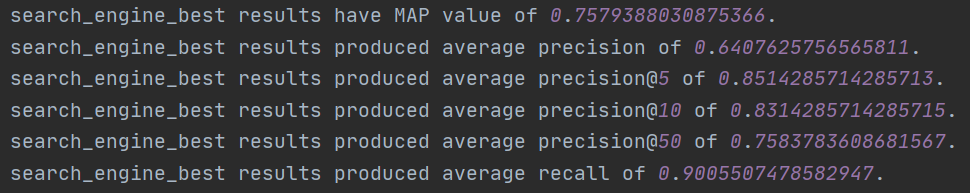 search_engine_best results have MAP value of 0.7579388030875366.
search_engine_best results produced average precision of 0.6407625756565811.
search_engine_best results produced average precision@5 of 0.8514285714285713.
search_engine_best results produced average precision@10 of 0.8314285714285715.
search_engine_best results produced average precision@50 of 0.7583783608681567.
search_engine_best results produced average recall of 0.9005507478582947.